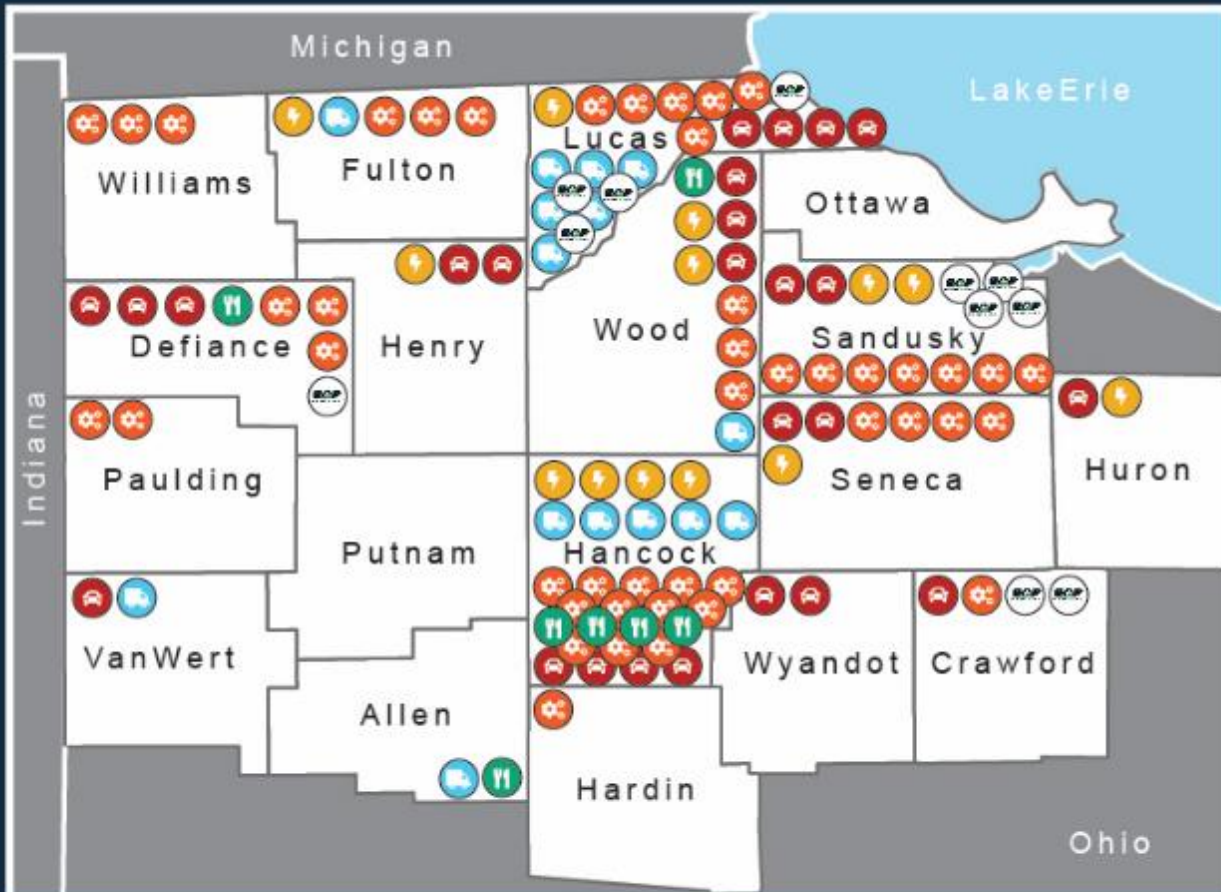 Michigan
LakeErie
Lucas
Williams
Fulton
Ottawa
Wood
Sandusky
Defiance
Henry
Indiana
Paulding
Seneca
Huron
Putnam
Hancock
VanWert
Wyandot
Crawford
Allen
Hardin
Ohio